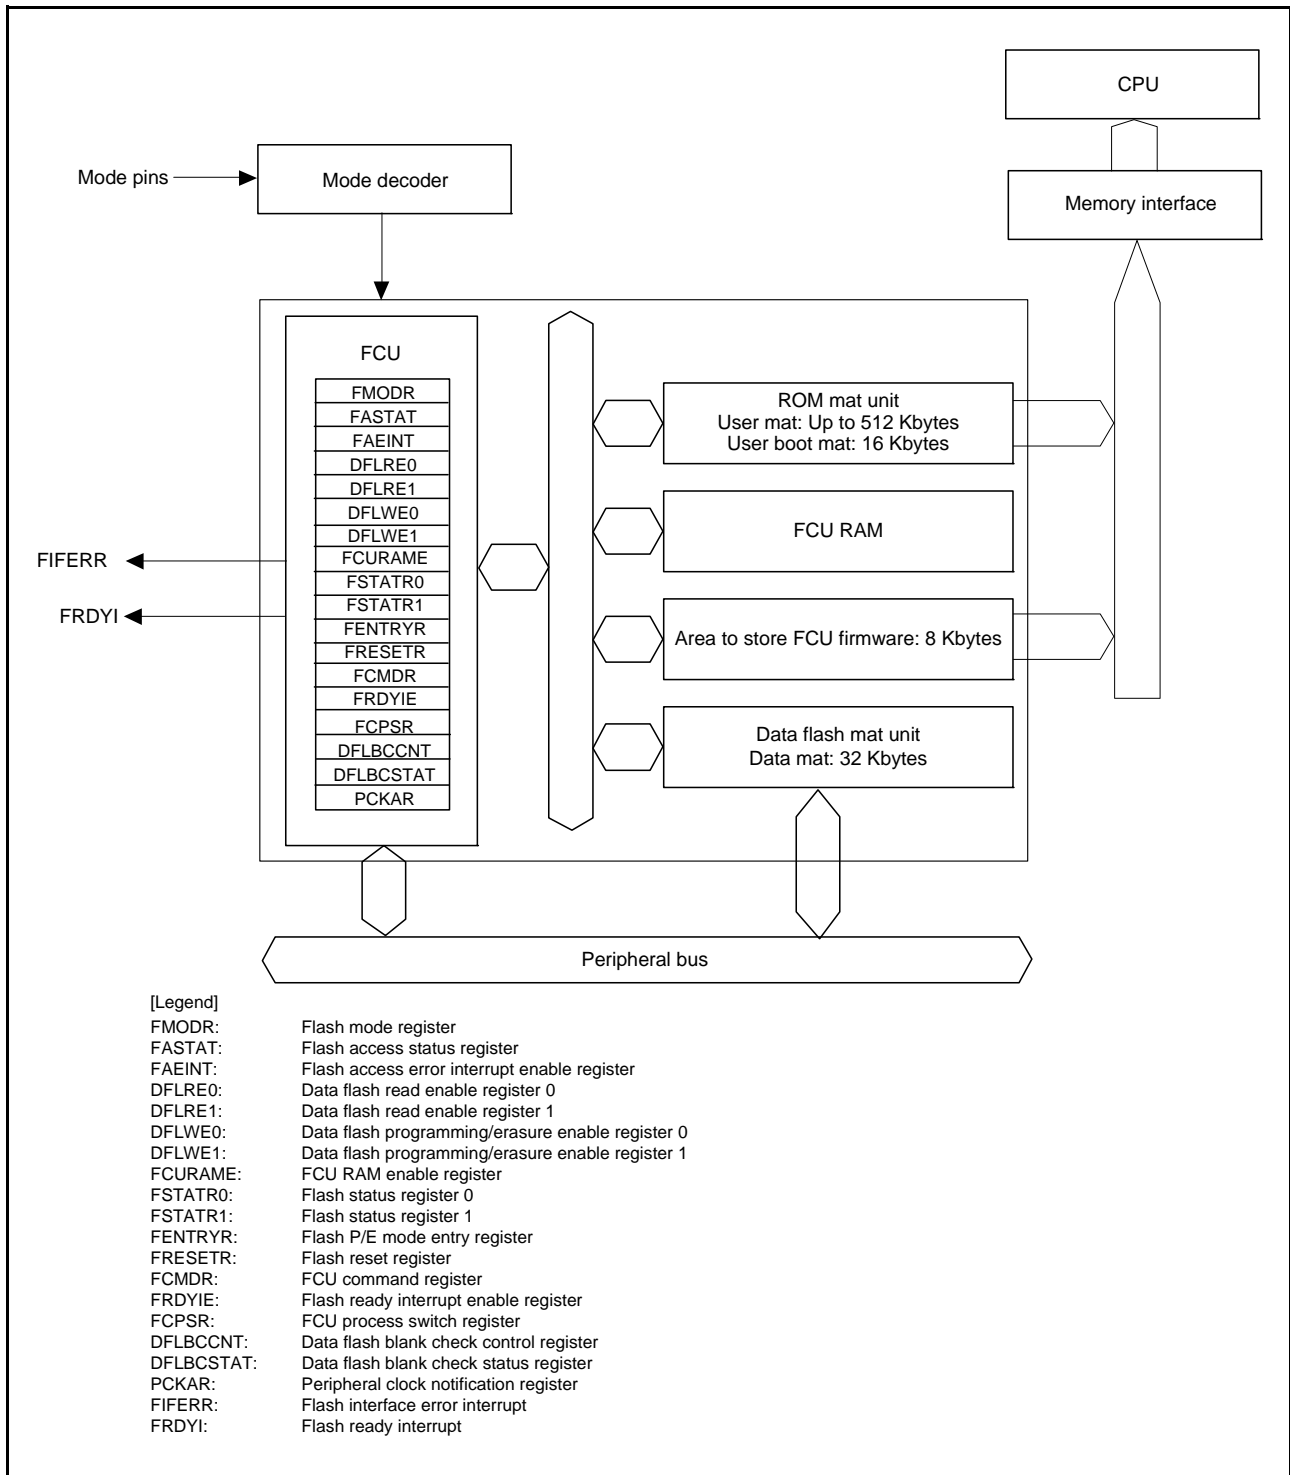 CPU
Mode pins
Mode decoder
Memory interface
FCU
FMODR
FASTAT
FAEINT
DFLRE0
DFLRE1
DFLWE0
DFLWE1
FCURAME
FSTATR0
FSTATR1
FENTRYR
FRESETR
FCMDR
FRDYIE
FCPSR
DFLBCCNT
DFLBCSTAT
PCKAR
FIFERR
FRDYI
ROM mat unit
User mat: Up to 512 Kbytes
User boot mat: 16 Kbytes
FCU RAM
Area to store FCU firmware: 8 Kbytes
Data flash mat unit
Data mat: 32 Kbytes
Peripheral bus
[Legend]
FMODR: Flash mode register
FASTAT: Flash access status register
FAEINT: Flash access error interrupt enable register
DFLRE0: Data flash read enable register 0
DFLRE1: Data flash read enable register 1
DFLWE0: Data flash programming/erasure enable register 0
DFLWE1: Data flash programming/erasure enable register 1
FCURAME: FCU RAM enable register
FSTATR0: Flash status register 0
FSTATR1: Flash status register 1
FENTRYR: Flash P/E mode entry register
FRESETR: Flash reset register
FCMDR: FCU command register
FRDYIE: Flash ready interrupt enable register
FCPSR: FCU process switch register
DFLBCCNT: Data flash blank check control register
DFLBCSTAT: Data flash blank check status register
PCKAR: Peripheral clock notification register
FIFERR: Flash interface error interrupt
FRDYI: Flash ready interrupt